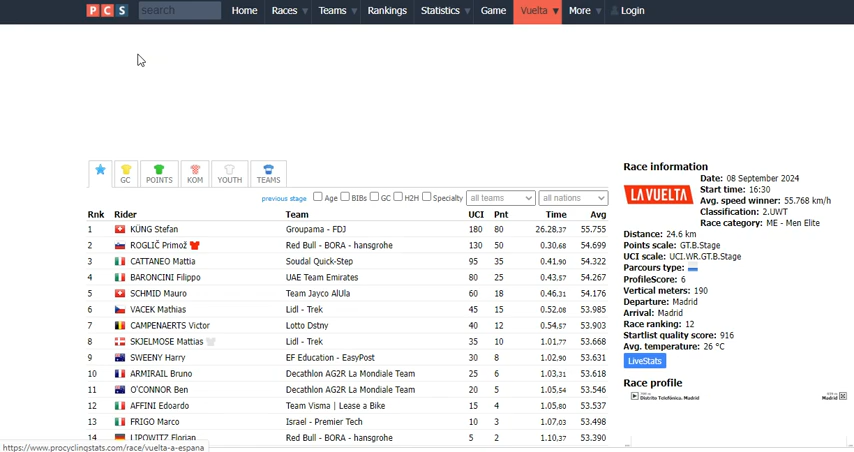 P C S search Home Races Teams Rankings Statistics Game Vuelta More Login
GC POINTS KOM YOUTH TEAMS
previous stage Age BIBs GC H2H Specialty all teams all nations
Rnk Rider Team UCI Pnt Time Avg
1 KÜNG Stefan Groupama - FDJ 180 80 26.28,37 55.755
2 ROGLIČ Primož Red Bull - BORA - hansgrohe 130 50 0.30,68 54.699
3 CATTANEO Mattia Soudal Quick-Step 95 35 0.41,90 54.322
4 BARONCINI Filippo UAE Team Emirates 80 25 0.43,57 54.267
5 SCHMID Mauro Team Jayco AlUla 60 18 0.46,31 54.176
6 VACEK Mathias Lidl - Trek 45 15 0.52,08 53.985
7 CAMPENAERTS Victor Lotto Dstny 40 12 0.54,57 53.903
8 SKJELMOSE Mattias Lidl - Trek 35 10 1.01,77 53.668
9 SWEENY Harry EF Education - EasyPost 30 8 1.02,90 53.631
10 ARMIRAIL Bruno Decathlon AG2R La Mondiale Team 25 6 1.03,31 53.618
11 O'CONNOR Ben Decathlon AG2R La Mondiale Team 20 5 1.05,54 53.546
12 AFFINI Edoardo Team Visma | Lease a Bike 15 4 1.05,80 53.537
13 FRIGO Marco Israel - Premier Tech 10 3 1.07,03 53.498
14 LIPOWITZ Florian Red Bull - BORA - hansgrohe 5 2 1.10,37 53.390
https://www.procyclingstats.com/race/vuelta-a-espana
Race information
LA VUELTA
Date: 08 September 2024
Start time: 16:30
Avg. speed winner: 55.768 km/h
Classification: 2.UWT
Race category: ME - Men Elite
Distance: 24.6 km
Points scale: GT.B.Stage
UCI scale: UCI.WR.GT.B.Stage
Parcours type:
ProfileScore: 6
Vertical meters: 190
Departure: Madrid
Arrival: Madrid
Race ranking: 12
Startlist quality score: 916
Avg. temperature: 26 °C
LiveStats
Race profile
Distrito Telefónica. Madrid
Madrid